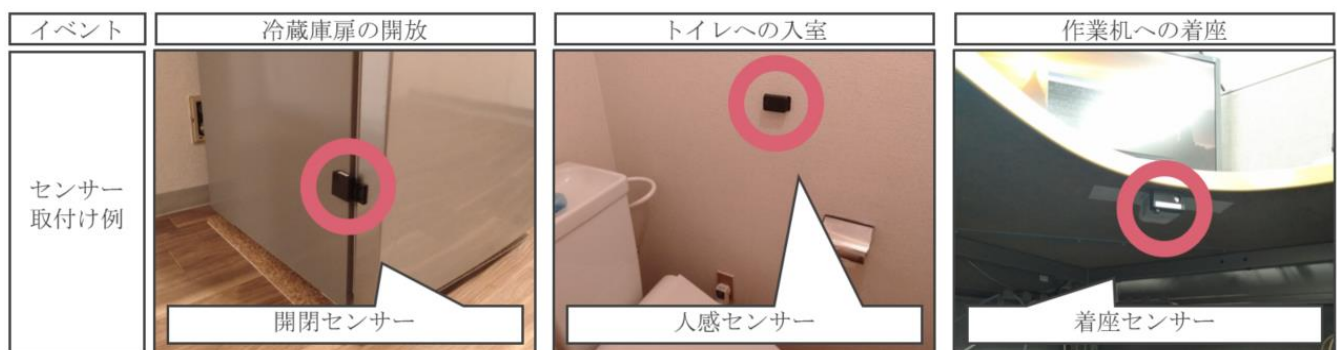 イベント
冷蔵庫扉の開放
トイレへの入室
作業机への着座
センサー
取付け例
開閉センサー
人感センサー
着座センサー